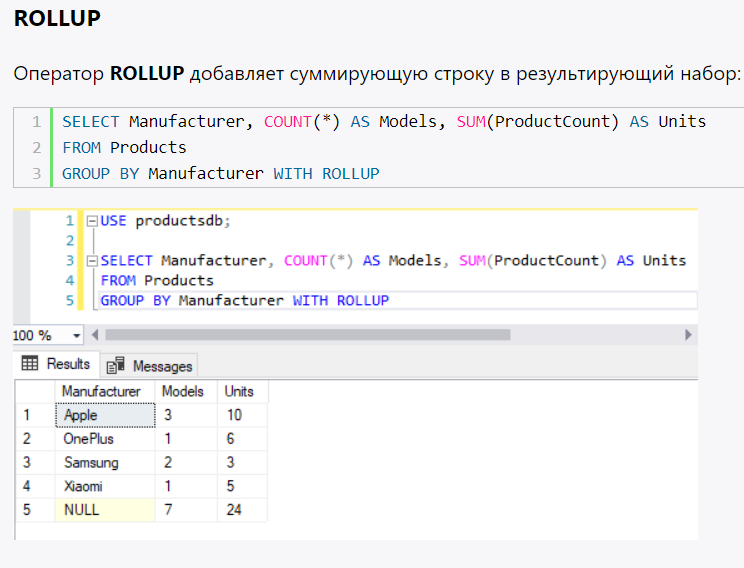 ROLLUP
Оператор ROLLUP добавляет суммирующую строку в результирующий набор:
1 SELECT Manufacturer, COUNT(*) AS Models, SUM(ProductCount) AS Units
2 FROM Products
3 GROUP BY Manufacturer WITH ROLLUP
1 USE productsdb;
2
3 SELECT Manufacturer, COUNT(*) AS Models, SUM(ProductCount) AS Units
4 FROM Products
5 GROUP BY Manufacturer WITH ROLLUP
100 %
Results Messages
Manufacturer Models Units
1 Apple 3 10
2 OnePlus 1 6
3 Samsung 2 3
4 Xiaomi 1 5
5 NULL 7 24